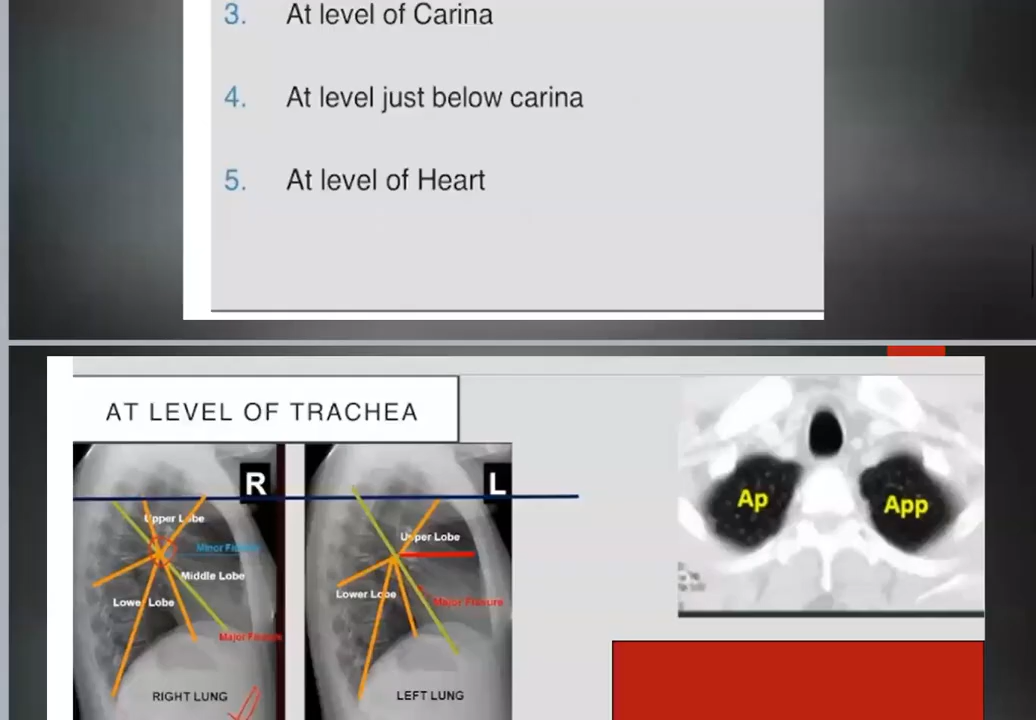 3. At level of Carina
4. At level just below carina
5. At level of Heart
AT LEVEL OF TRACHEA
R
Upper Lobe
Minor Fissure
Middle Lobe
Lower Lobe
Major Fissure
RIGHT LUNG
L
Upper Lobe
Lower Lobe
Major Fissure
LEFT LUNG
Ap
App